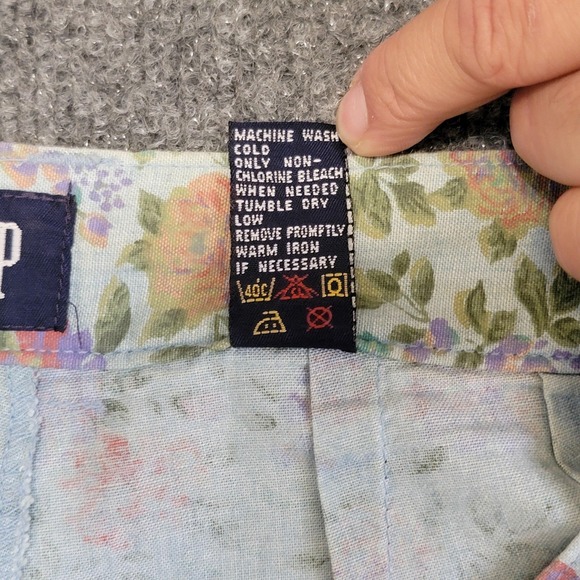 MACHINE WASH
COLD
ONLY NON-
CHLORINE BLEACH
WHEN NEEDED
TUMBLE DRY
LOW
REMOVE PROMPTLY
WARM IRON
IF NECESSARY
40C CL
P